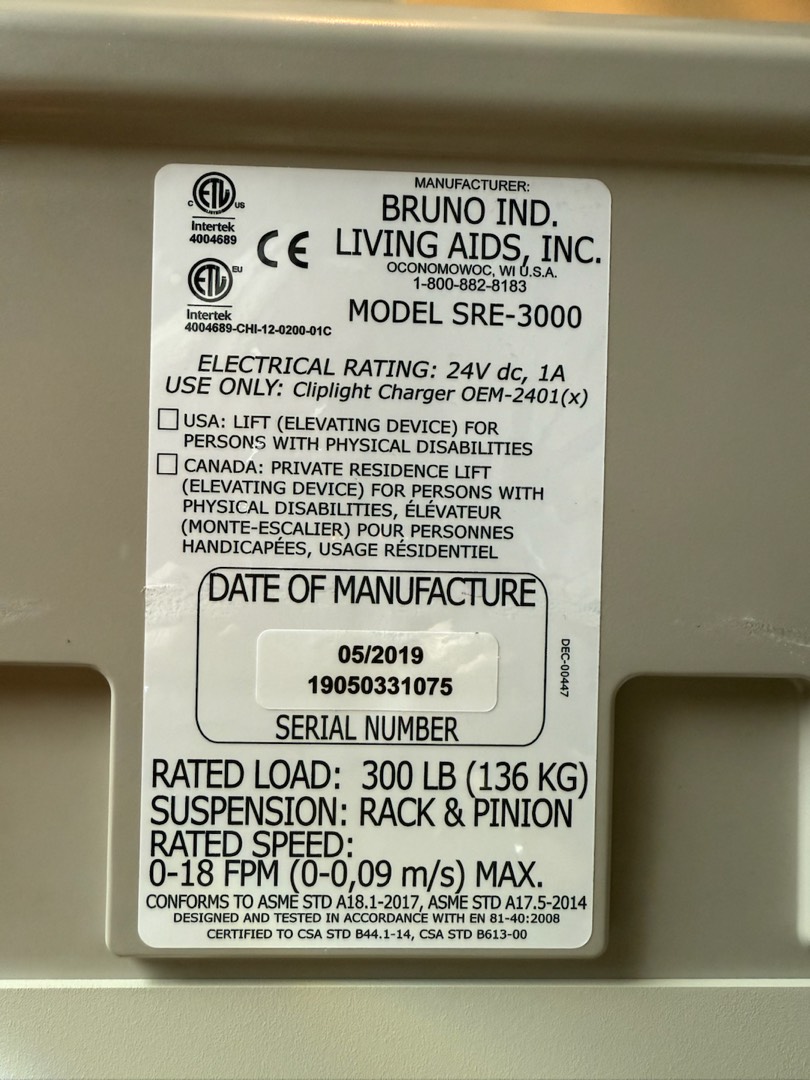 C ETL US
LISTED
Intertek
4004689
ETL EU
Intertek
4004689-CHI-12-0200-01C
CE
MANUFACTURER:
BRUNO IND.
LIVING AIDS, INC.
OCONOMOWOC, WI U.S.A.
1-800-882-8183
MODEL SRE-3000
ELECTRICAL RATING: 24V dc, 1A
USE ONLY: Cliplight Charger OEM-2401(x)
USA: LIFT (ELEVATING DEVICE) FOR
PERSONS WITH PHYSICAL DISABILITIES
CANADA: PRIVATE RESIDENCE LIFT
(ELEVATING DEVICE) FOR PERSONS WITH
PHYSICAL DISABILITIES, ÉLÉVATEUR
(MONTE-ESCALIER) POUR PERSONNES
HANDICAPÉES, USAGE RÉSIDENTIEL
DATE OF MANUFACTURE
05/2019
19050331075
SERIAL NUMBER
DEC-00447
RATED LOAD: 300 LB (136 KG)
SUSPENSION: RACK & PINION
RATED SPEED:
0-18 FPM (0-0,09 m/s) MAX.
CONFORMS TO ASME STD A18.1-2017, ASME STD A17.5-2014
DESIGNED AND TESTED IN ACCORDANCE WITH EN 81-40:2008
CERTIFIED TO CSA STD B44.1-14, CSA STD B613-00